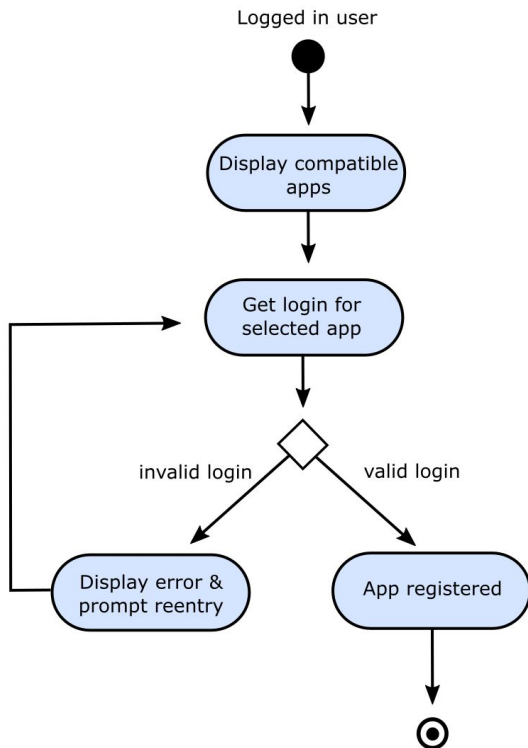 Logged in user
Display compatible
apps
Get login for
selected app
invalid login
valid login
Display error &
prompt reentry
App registered